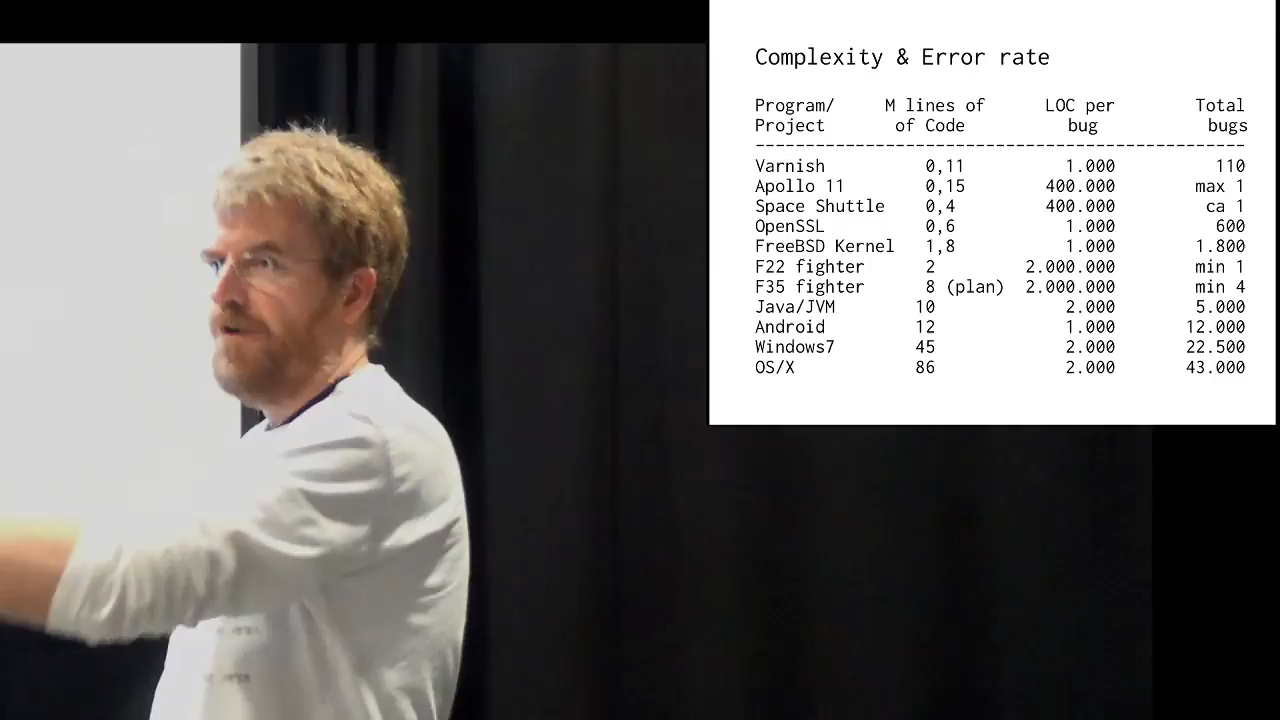 Complexity & Error rate
Program/ M lines of LOC per Total
Project of Code bug bugs
-------------------------------------------------
Varnish 0,11 1.000 110
Apollo 11 0,15 400.000 max 1
Space Shuttle 0,4 400.000 ca 1
OpenSSL 0,6 1.000 600
FreeBSD Kernel 1,8 1.000 1.800
F22 fighter 2 2.000.000 min 1
F35 fighter 8 (plan) 2.000.000 min 4
Java/JVM 10 2.000 5.000
Android 12 1.000 12.000
Windows7 45 2.000 22.500
OS/X 86 2.000 43.000